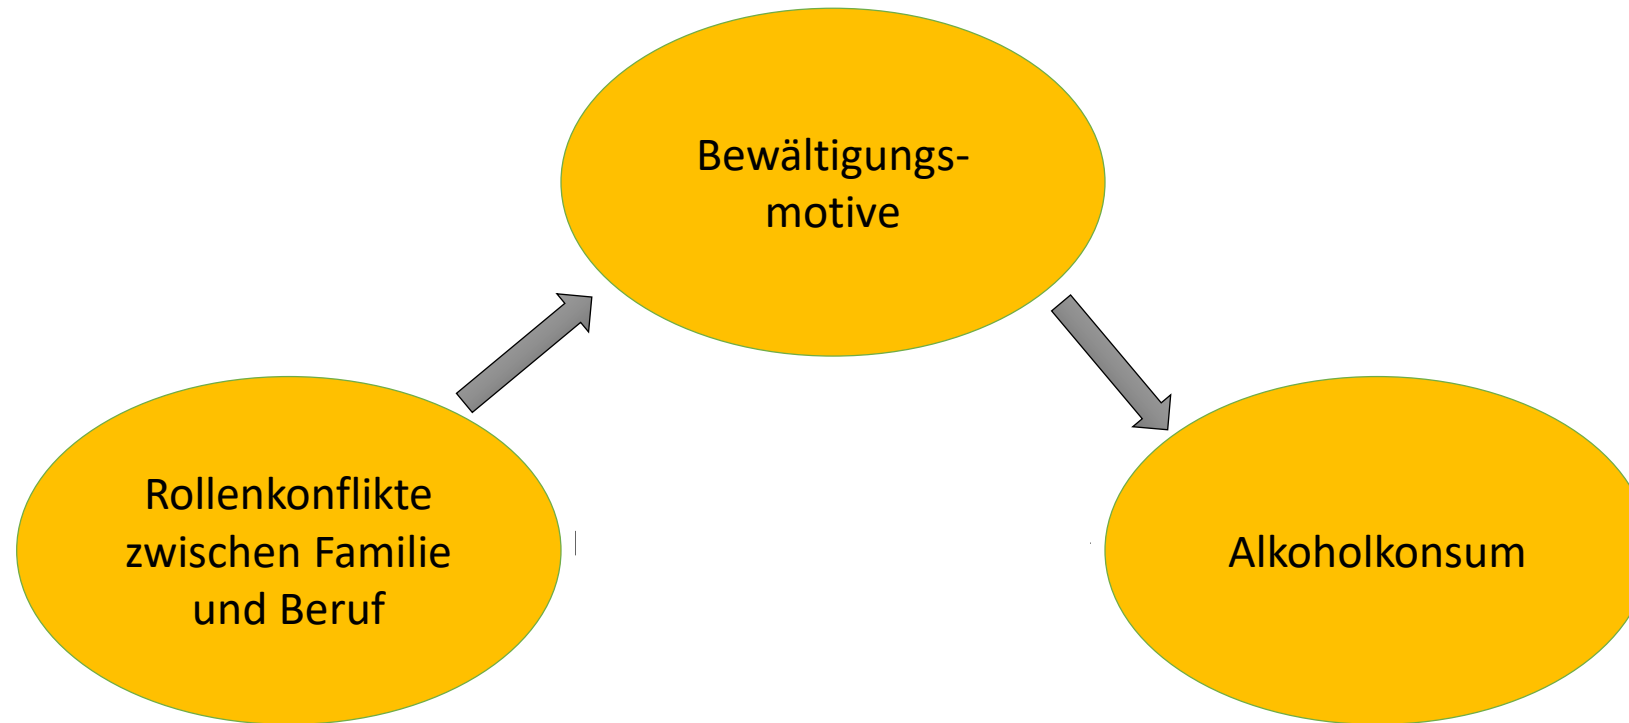 Bewältigungs-
motive
Rollenkonflikte
zwischen Familie
und Beruf
Alkoholkonsum